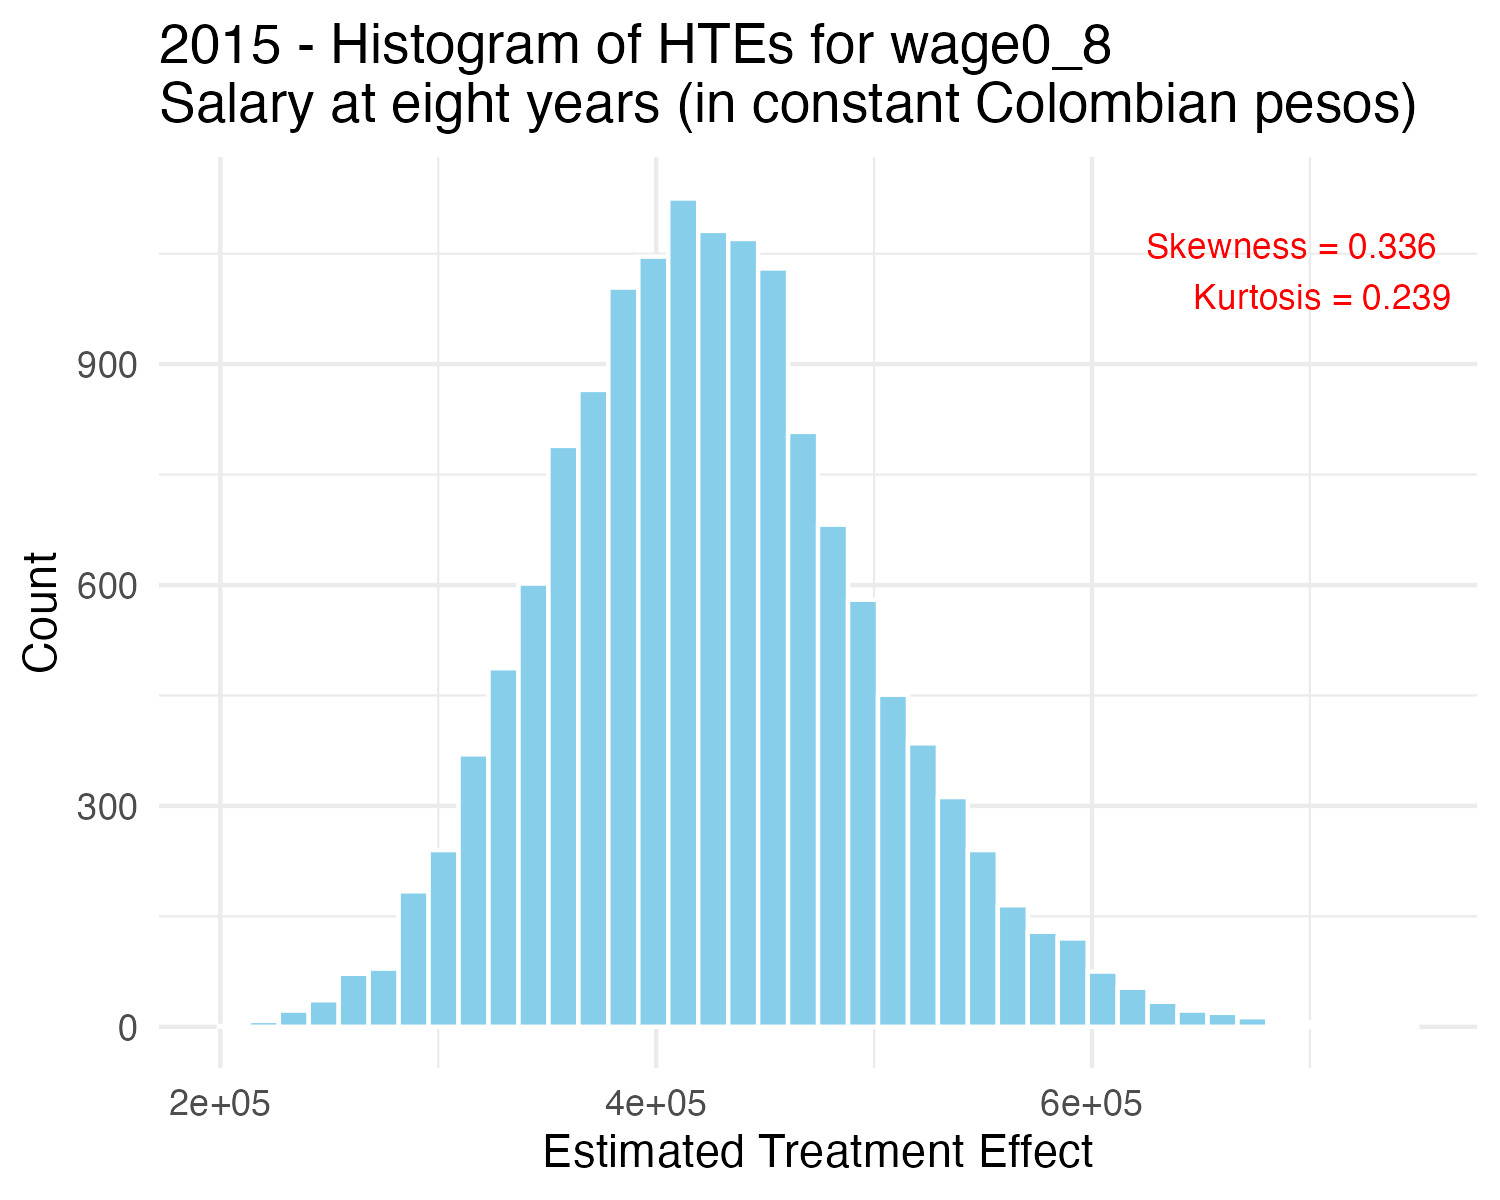 2015 - Histogram of HTEs for wage0_8
Salary at eight years (in constant Colombian pesos)
Skewness = 0.336
Kurtosis = 0.239
900
600
300
0
Count
2e+05
4e+05
6e+05
Estimated Treatment Effect